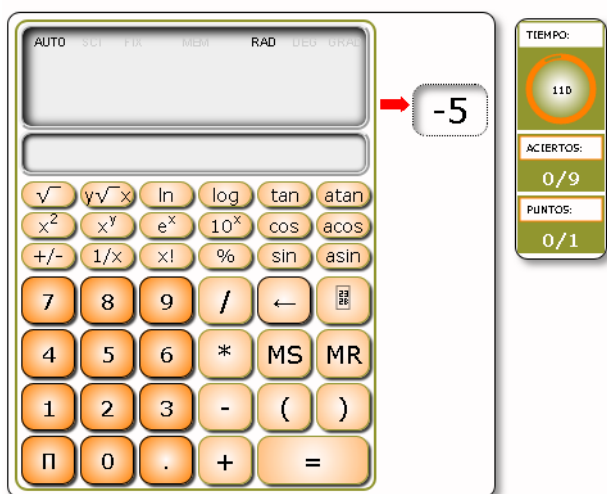 AUTO SCI FIX MEM RAD DEG GRAD
-5
√ y√x ln log tan atan
x² xʸ eˣ 10ˣ cos acos
+/- 1/x x! % sin asin
7 8 9 / ←
4 5 6 * MS MR
1 2 3 - ( )
Π 0 . + =
TIEMPO:
110
ACIERTOS:
0/9
PUNTOS:
0/1